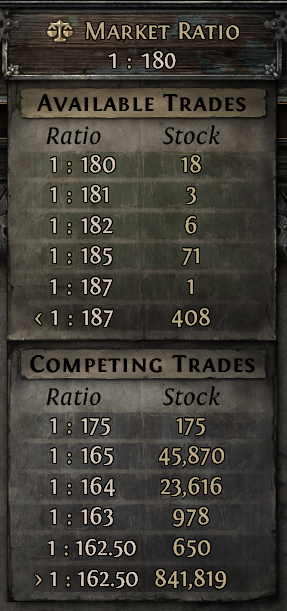 MARKET RATIO
1 : 180
AVAILABLE TRADES
Ratio Stock
1 : 180 18
1 : 181 3
1 : 182 6
1 : 185 71
1 : 187 1
< 1 : 187 408
COMPETING TRADES
Ratio Stock
1 : 175 175
1 : 165 45,870
1 : 164 23,616
1 : 163 978
1 : 162.50 650
> 1 : 162.50 841,819